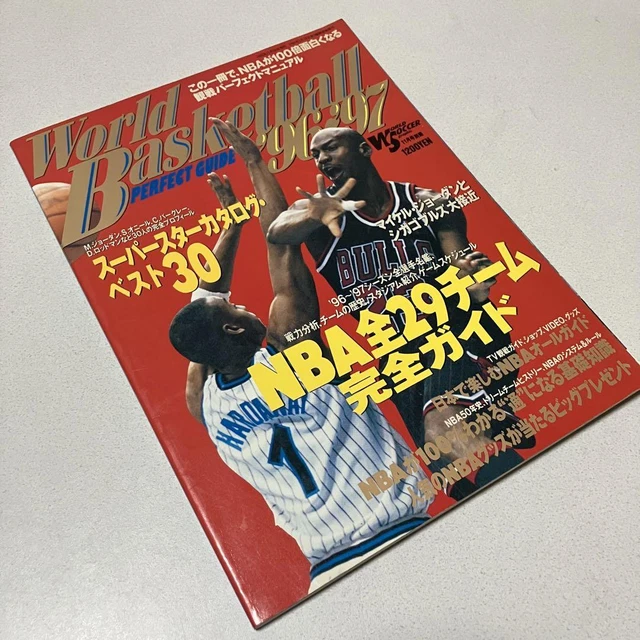 この一冊で、NBAが100倍面白くなる
観戦パーフェクトマニュアル
World
Basketball
PERFECT GUIDE
'96-'97
WORLD SOCCER
11月号別冊
1200YEN
M.ジョーダン、S.オニール、C.バークレー、
D.ロッドマンなど30人の完全プロフィール
スーパースターカタログ・
ベスト30
マイケル・ジョーダンと
シカゴ・ブルズ大接近
BULLS
'96-'97シーズン全選手名鑑、
戦力分析、チームの歴史、スタジアム紹介、ゲームスケジュール
NBA全29チーム
完全ガイド
HARDAWAY
1
TV観戦ガイド、ショップ、VIDEO、グッズ
日本で楽しむNBAオールガイド
NBA50年史、ドリームチームヒストリー、NBAのシステム&ルール
NBAが100%わかる"通"になる基礎知識
人気のNBAグッズが当たるビッグプレゼント